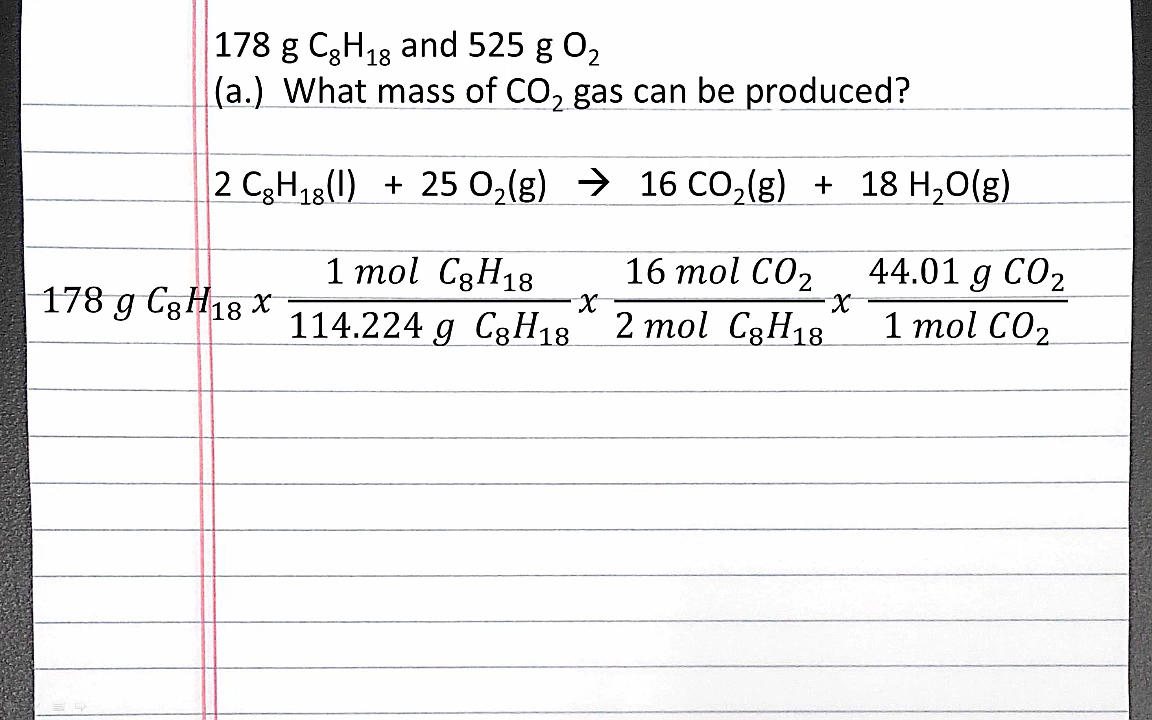 178 g C₈H₁₈ and 525 g O₂
(a.) What mass of CO₂ gas can be produced?
2 C₈H₁₈(l) + 25 O₂(g) → 16 CO₂(g) + 18 H₂O(g)
178 g C₈H₁₈ x (1 mol C₈H₁₈)/(114.224 g C₈H₁₈) x (16 mol CO₂)/(2 mol C₈H₁₈) x (44.01 g CO₂)/(1 mol CO₂)